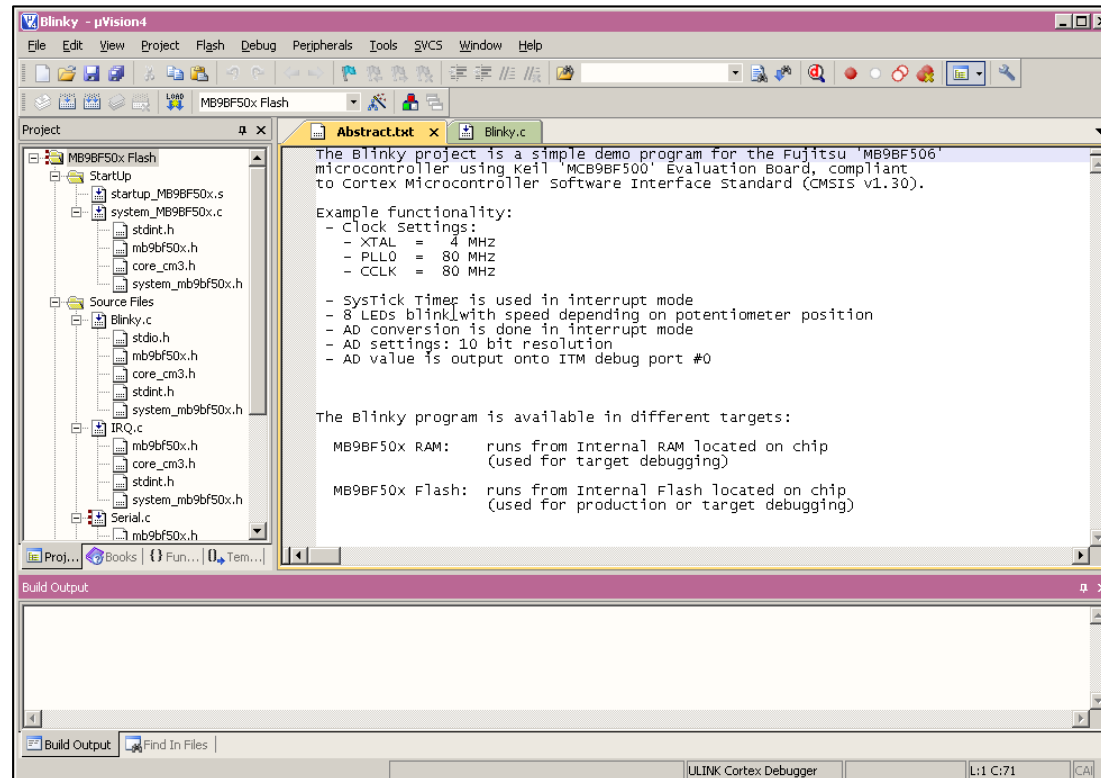 Blinky - µVision4
File Edit View Project Flash Debug Peripherals Tools SVCS Window Help
LOAD MB9BF50x Flash
Project
Abstract.txt
Blinky.c
MB9BF50x Flash
StartUp
startup_MB9BF50x.s
system_MB9BF50x.c
stdint.h
mb9bf50x.h
core_cm3.h
system_mb9bf50x.h
Source Files
Blinky.c
stdio.h
mb9bf50x.h
core_cm3.h
stdint.h
system_mb9bf50x.h
IRQ.c
mb9bf50x.h
core_cm3.h
stdint.h
system_mb9bf50x.h
Serial.c
mb9bf50x.h
Proj... Books {} Fun... 0 Tem...
The Blinky project is a simple demo program for the Fujitsu 'MB9BF506'
microcontroller using Keil 'MCB9BF500' Evaluation Board, compliant
to Cortex Microcontroller Software Interface Standard (CMSIS v1.30).
Example functionality:
- Clock Settings:
- XTAL = 4 MHz
- PLL0 = 80 MHz
- CCLK = 80 MHz
- SysTick Timer is used in interrupt mode
- 8 LEDs blink with speed depending on potentiometer position
- AD conversion is done in interrupt mode
- AD settings: 10 bit resolution
- AD value is output onto ITM debug port #0
The Blinky program is available in different targets:
MB9BF50x RAM: runs from Internal RAM located on chip
(used for target debugging)
MB9BF50x Flash: runs from Internal Flash located on chip
(used for production or target debugging)
Build Output
Build Output Find In Files
ULINK Cortex Debugger L:1 C:71